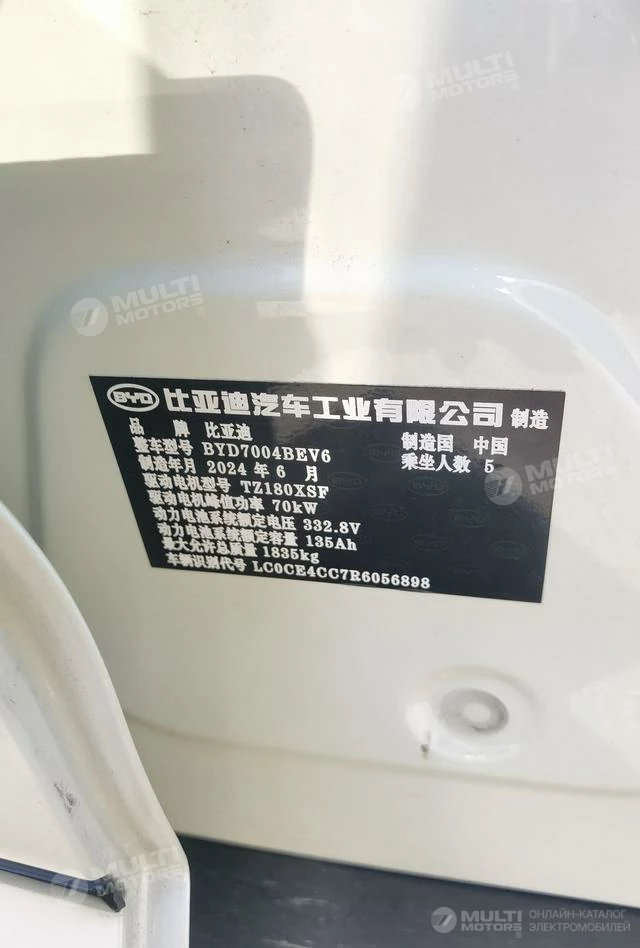 MULTI
MOTORS®
MULTI
MOTORS®
BYD 比亚迪汽车工业有限公司 制造
品 牌 比亚迪 制造国 中国
整车型号 BYD7004BEV6 乘坐人数 5
制造年月 2024 年 6 月
驱动电机型号 TZ180XSF
驱动电机峰值功率 70kW
动力电池系统额定电压 332.8V
动力电池系统额定容量 135Ah
最大允许总质量 1835kg
车辆识别代号 LC0CE4CC7R6056898
MULTI
MOTORS®
MULTI
MOTORS®
MULTI
MOTORS®
ОНЛАЙН-КАТАЛОГ
ЭЛЕКТРОМОБИЛЕЙ